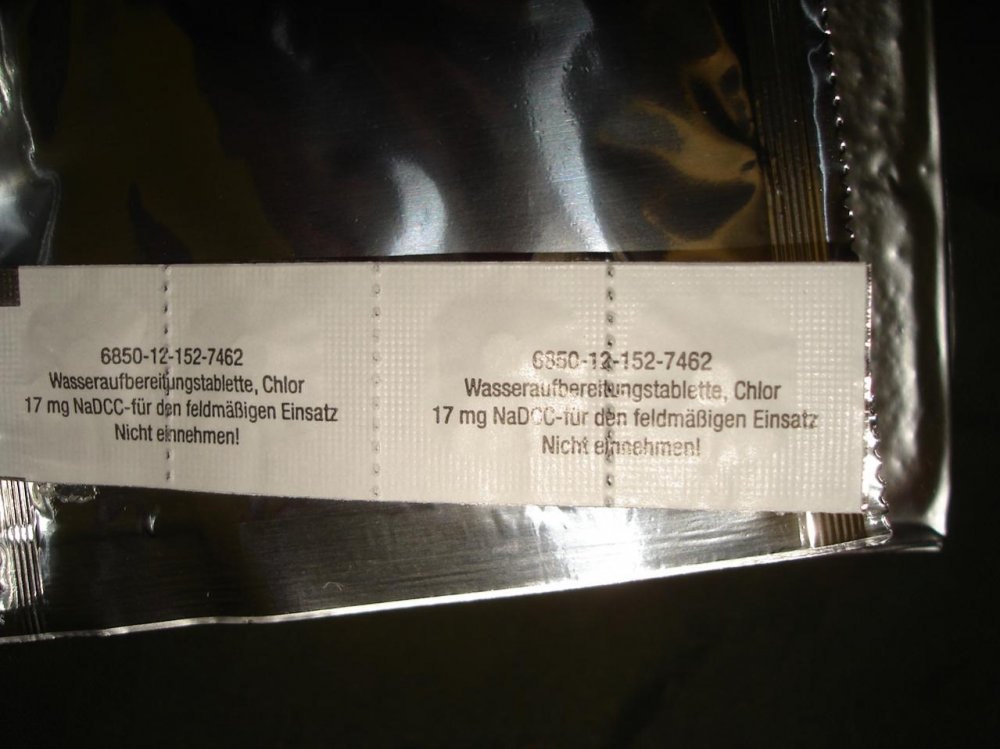 6850-12-152-7462
Wasseraufbereitungstablette, Chlor
17 mg NaDCC-für den feldmäßigen Einsatz
Nicht einnehmen!
6850-12-152-7462
Wasseraufbereitungstablette, Chlor
17 mg NaDCC-für den feldmäßigen Einsatz
Nicht einnehmen!